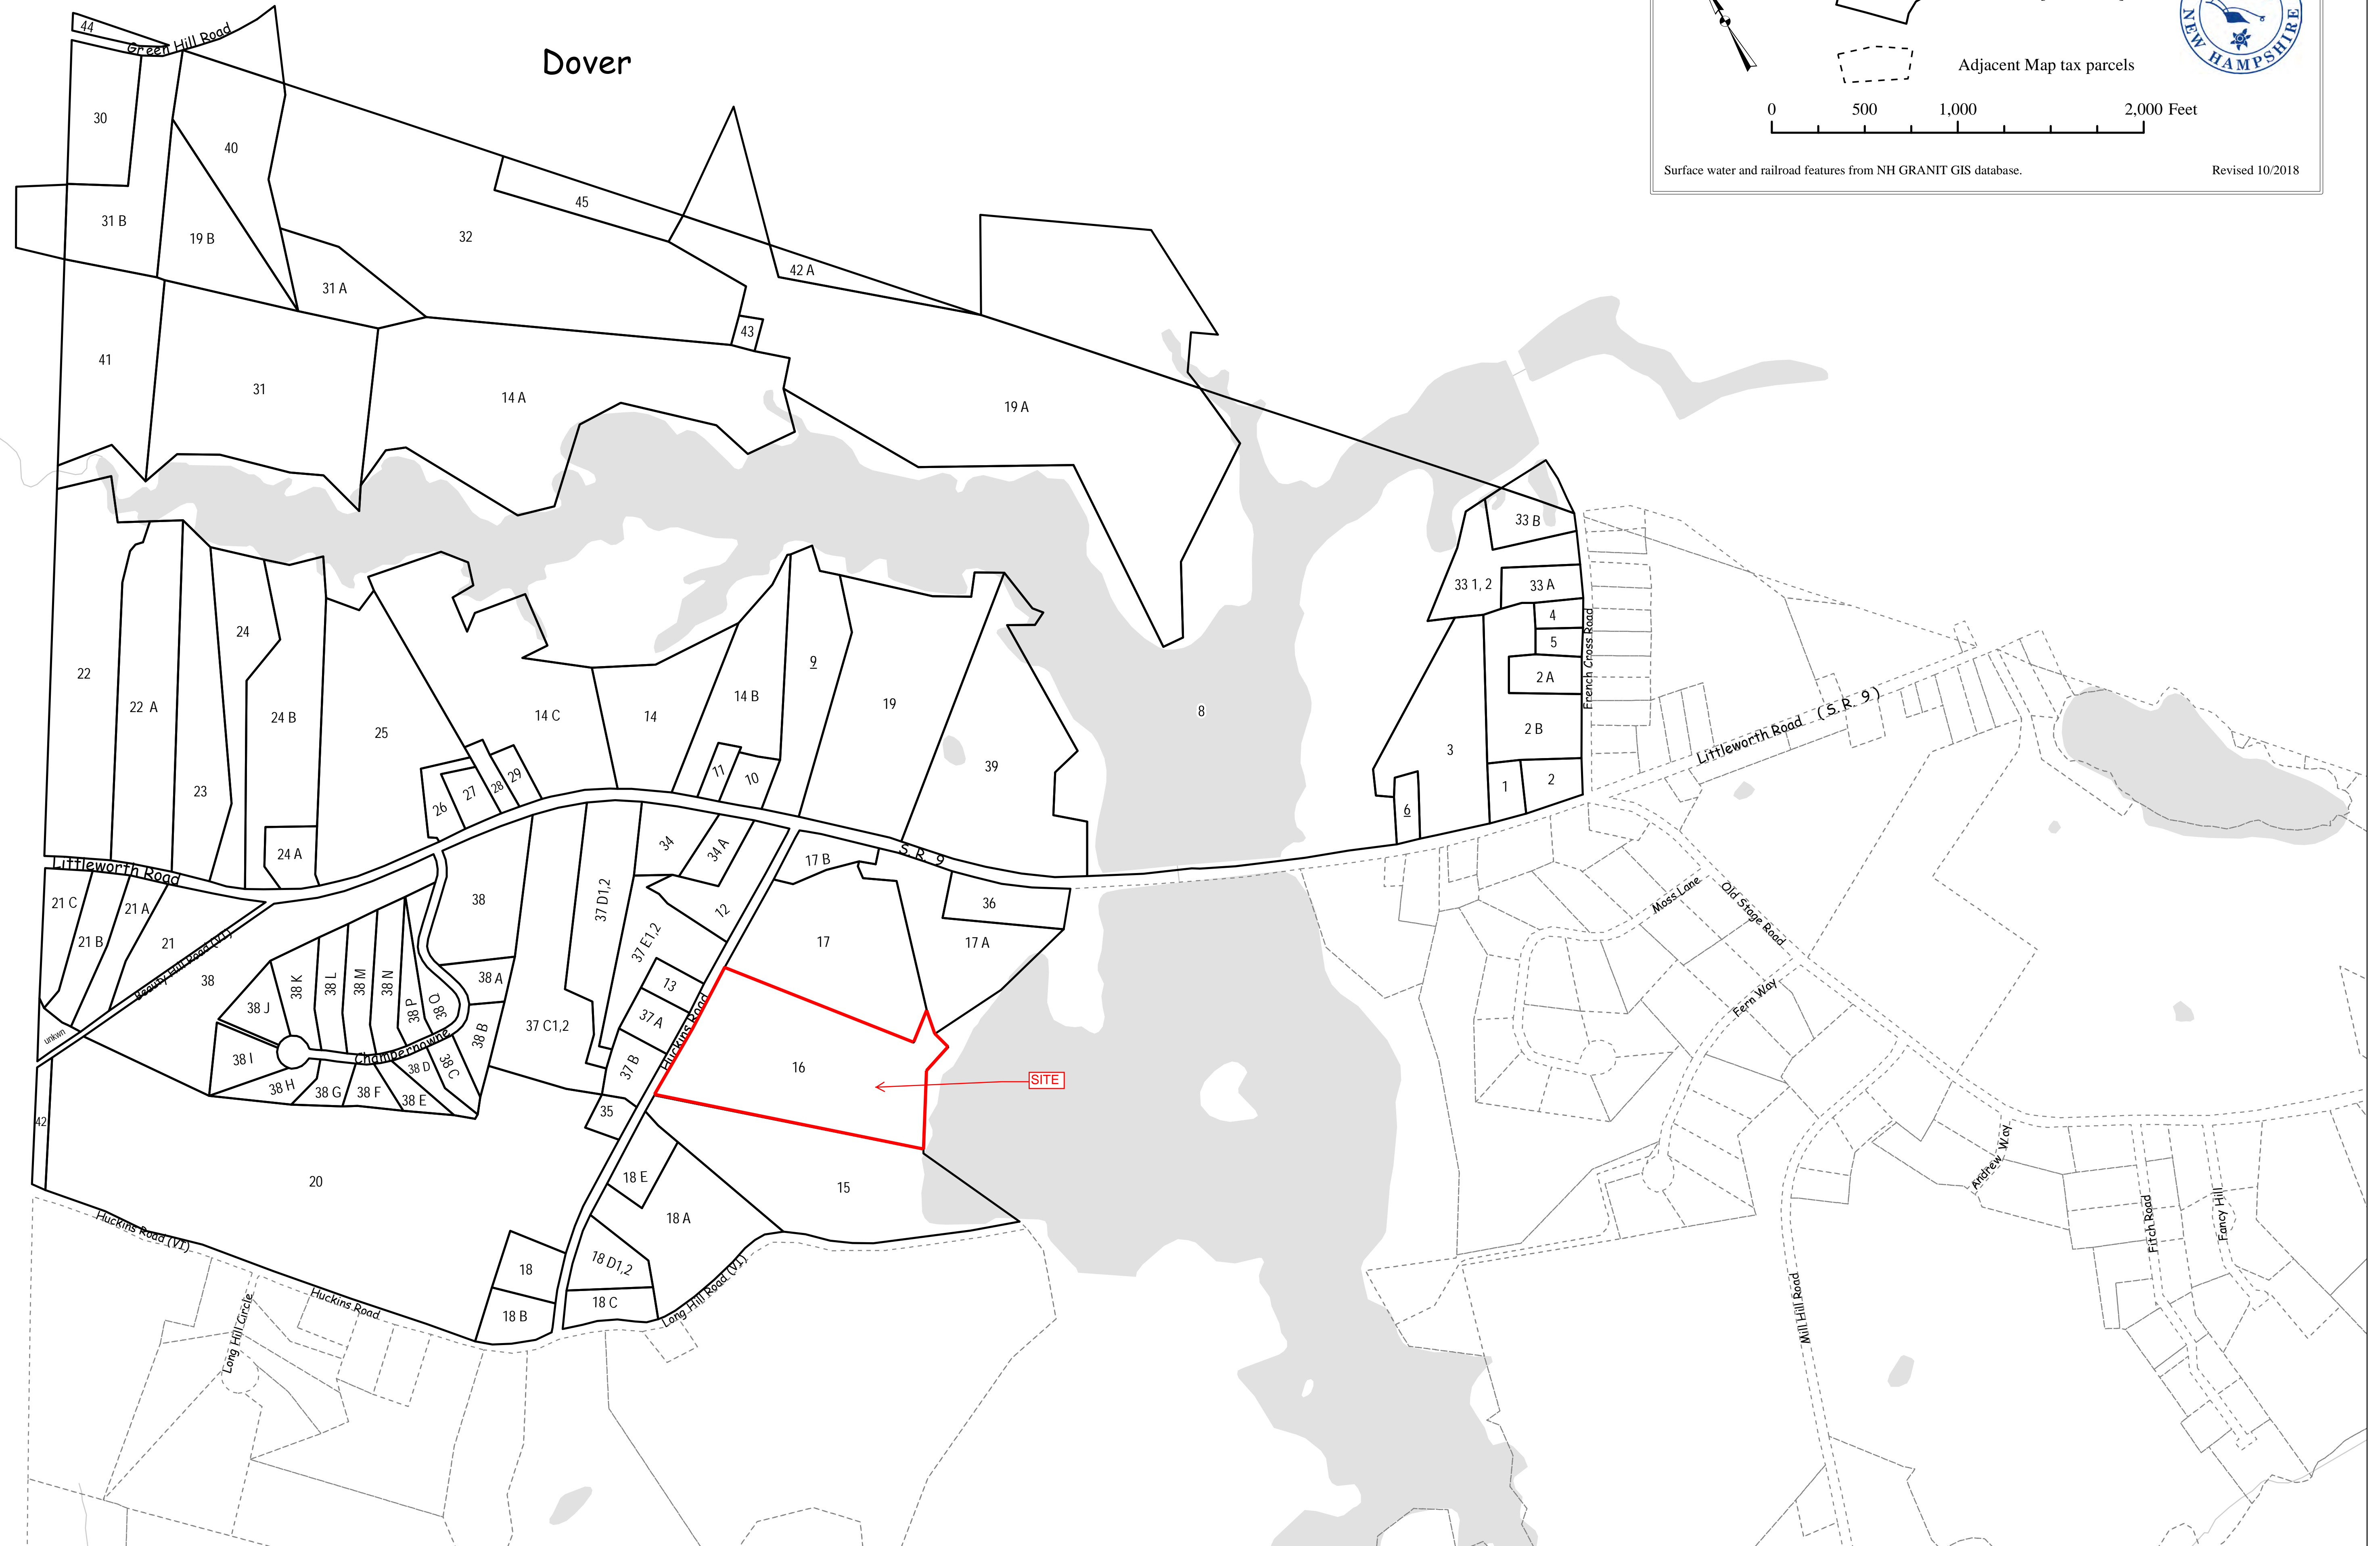 44
Green Hill Road
Dover
NEW HAMPSHIRE
Adjacent Map tax parcels
0 500 1,000 2,000 Feet
Surface water and railroad features from NH GRANIT GIS database.
Revised 10/2018
30
40
45
32
31 B
19 B
42 A
31 A
43
41
31
14 A
19 A
33 B
33 1, 2
33 A
4
5
2 A
2 B
French Cross Road
3
1
2
6
8
22
22 A
23
24
24 B
24 A
25
26
27
28
29
14 C
14
14 B
11
10
9
19
39
Littleworth Road ( S. R. 9 )
Littleworth Road
S. R. 9
21 C
21 B
21 A
21
Beauty Hill Road (VI)
unkwn
42
38
38
38 A
38 B
38 C
38 D
38 E
38 F
38 G
38 H
38 I
38 J
38 K
38 L
38 M
38 N
38 P
38 Q
Champernowne
37 C1,2
37 D1,2
37 E1,2
34
34 A
12
13
37 A
37 B
35
Huckins Road
17 B
17
36
17 A
16
SITE
15
20
18 E
18 A
18
18 D1,2
18 B
18 C
Long Hill Road (VI)
Huckins Road (VI)
Huckins Road
Long Hill Circle
Moss Lane
Old Stage Road
Fern Way
Andrew Way
Mill Hill Road
Fitch Road
Fancy Hill